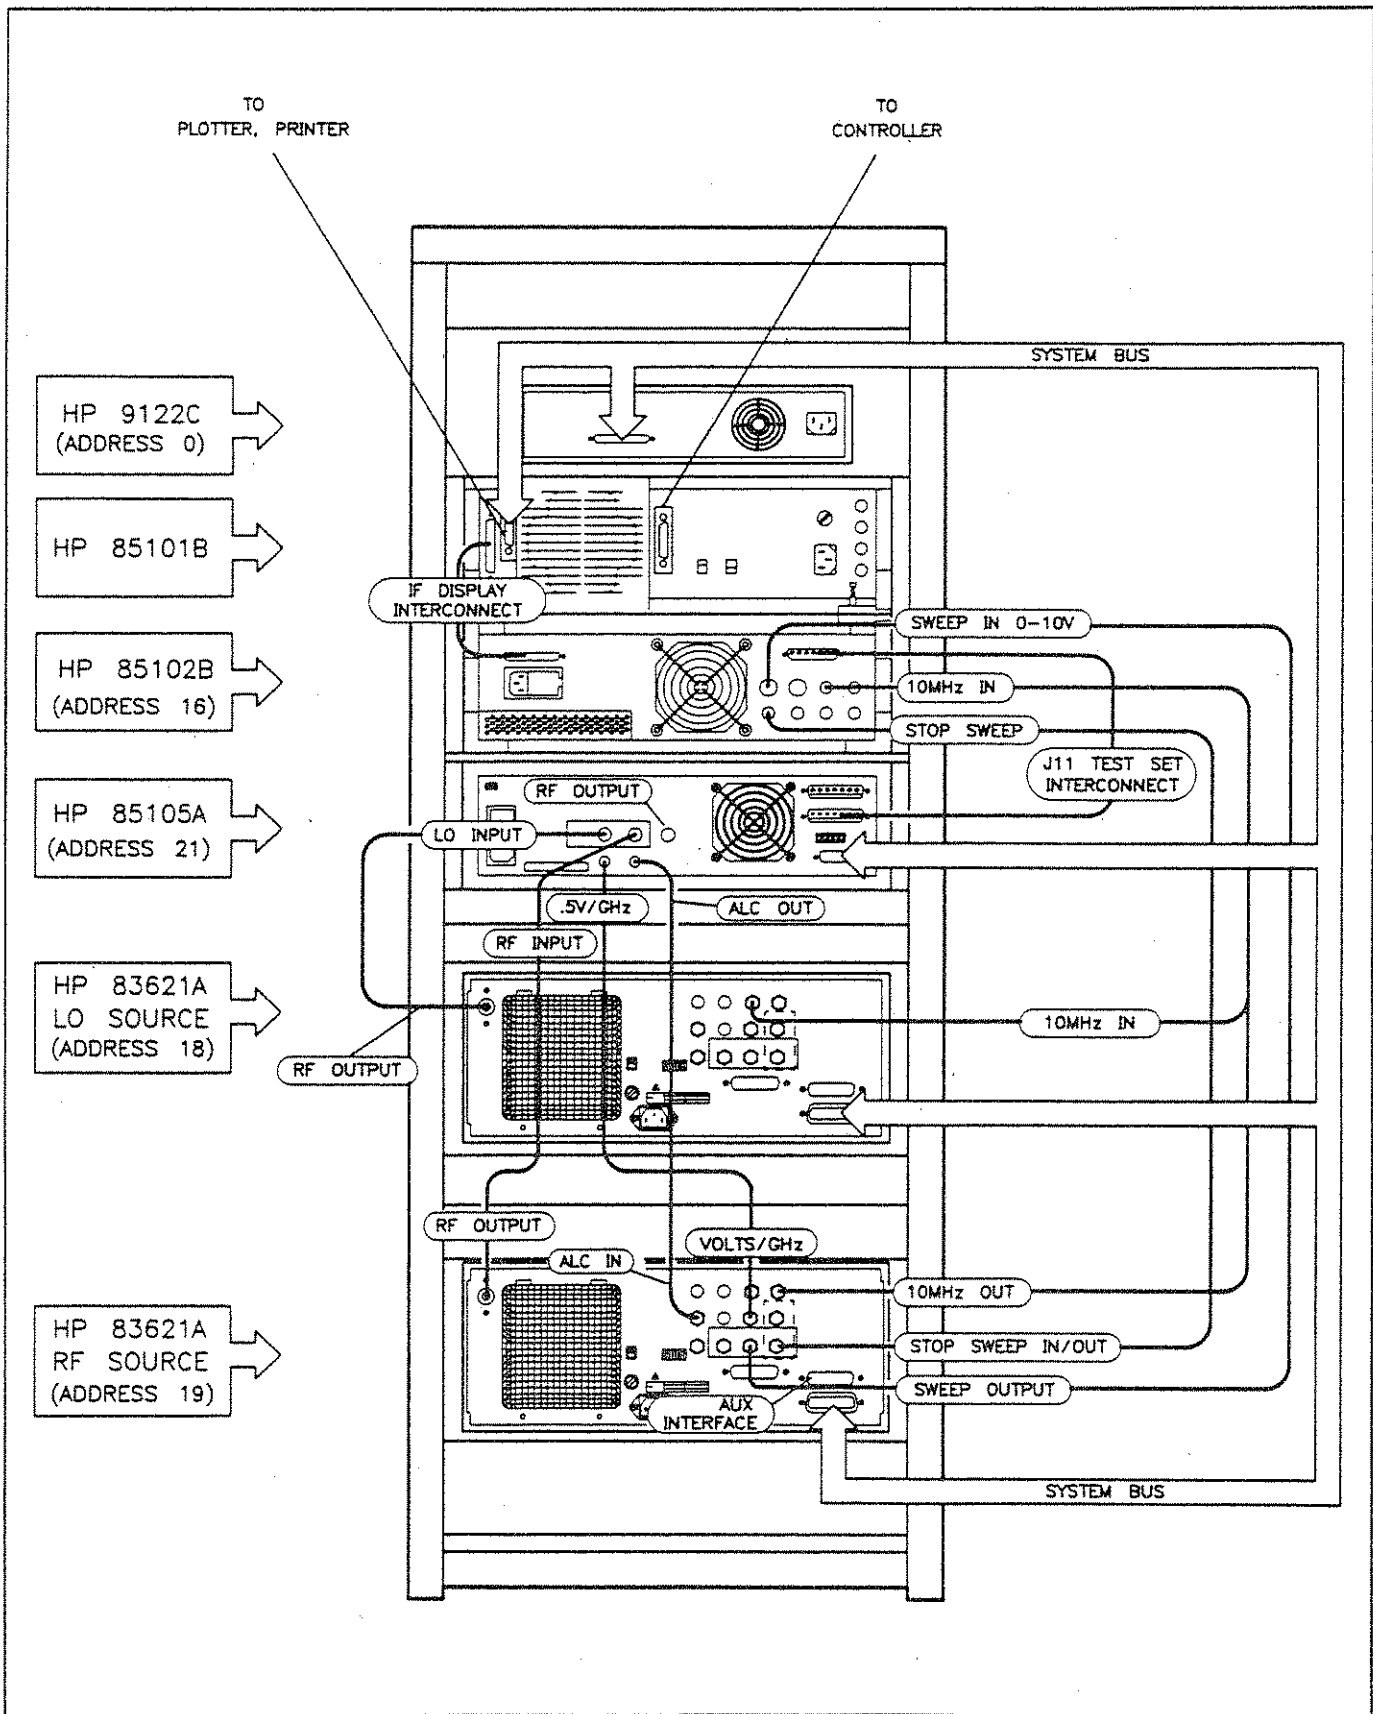 TO
PLOTTER, PRINTER
TO
CONTROLLER
SYSTEM BUS
HP 9122C
(ADDRESS 0)
HP 85101B
IF DISPLAY
INTERCONNECT
SWEEP IN 0-10V
HP 85102B
(ADDRESS 16)
10MHz IN
STOP SWEEP
J11 TEST SET
INTERCONNECT
HP 85105A
(ADDRESS 21)
RF OUTPUT
LO INPUT
.5V/GHz
ALC OUT
RF INPUT
HP 83621A
LO SOURCE
(ADDRESS 18)
10MHz IN
RF OUTPUT
RF OUTPUT
VOLTS/GHz
ALC IN
10MHz OUT
HP 83621A
RF SOURCE
(ADDRESS 19)
STOP SWEEP IN/OUT
SWEEP OUTPUT
AUX
INTERFACE
SYSTEM BUS